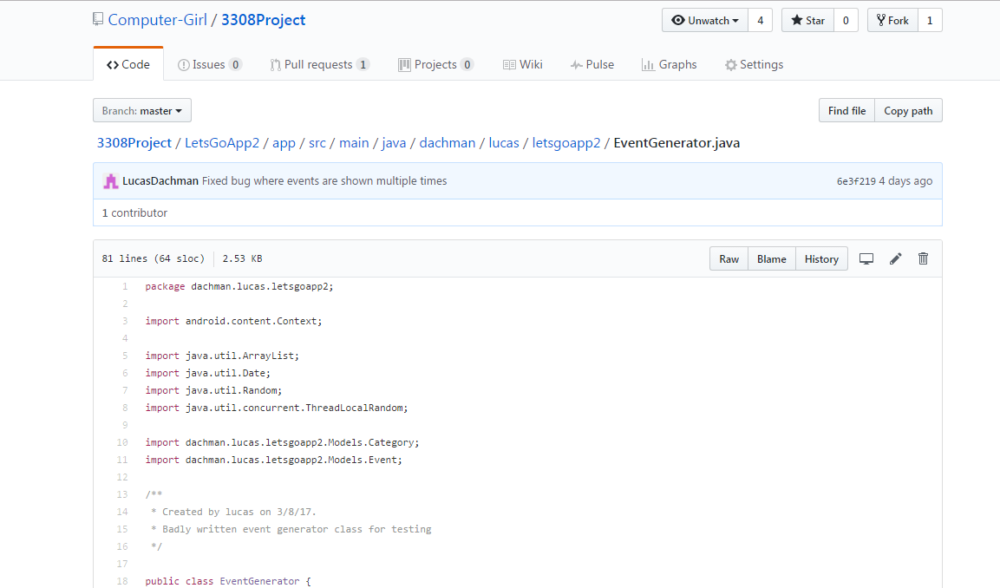 Computer-Girl / 3308Project Unwatch 4 Star 0 Fork 1
Code Issues 0 Pull requests 1 Projects 0 Wiki Pulse Graphs Settings
Branch: master Find file Copy path
3308Project / LetsGoApp2 / app / src / main / java / dachman / lucas / letsgoapp2 / EventGenerator.java
LucasDachman Fixed bug where events are shown multiple times 6e3f219 4 days ago
1 contributor
81 lines (64 sloc) 2.53 KB Raw Blame History
1 package dachman.lucas.letsgoapp2;
2
3 import android.content.Context;
4
5 import java.util.ArrayList;
6 import java.util.Date;
7 import java.util.Random;
8 import java.util.concurrent.ThreadLocalRandom;
9
10 import dachman.lucas.letsgoapp2.Models.Category;
11 import dachman.lucas.letsgoapp2.Models.Event;
12
13 /**
14 * Created by lucas on 3/8/17.
15 * Badly written event generator class for testing
16 */
17
18 public class EventGenerator {